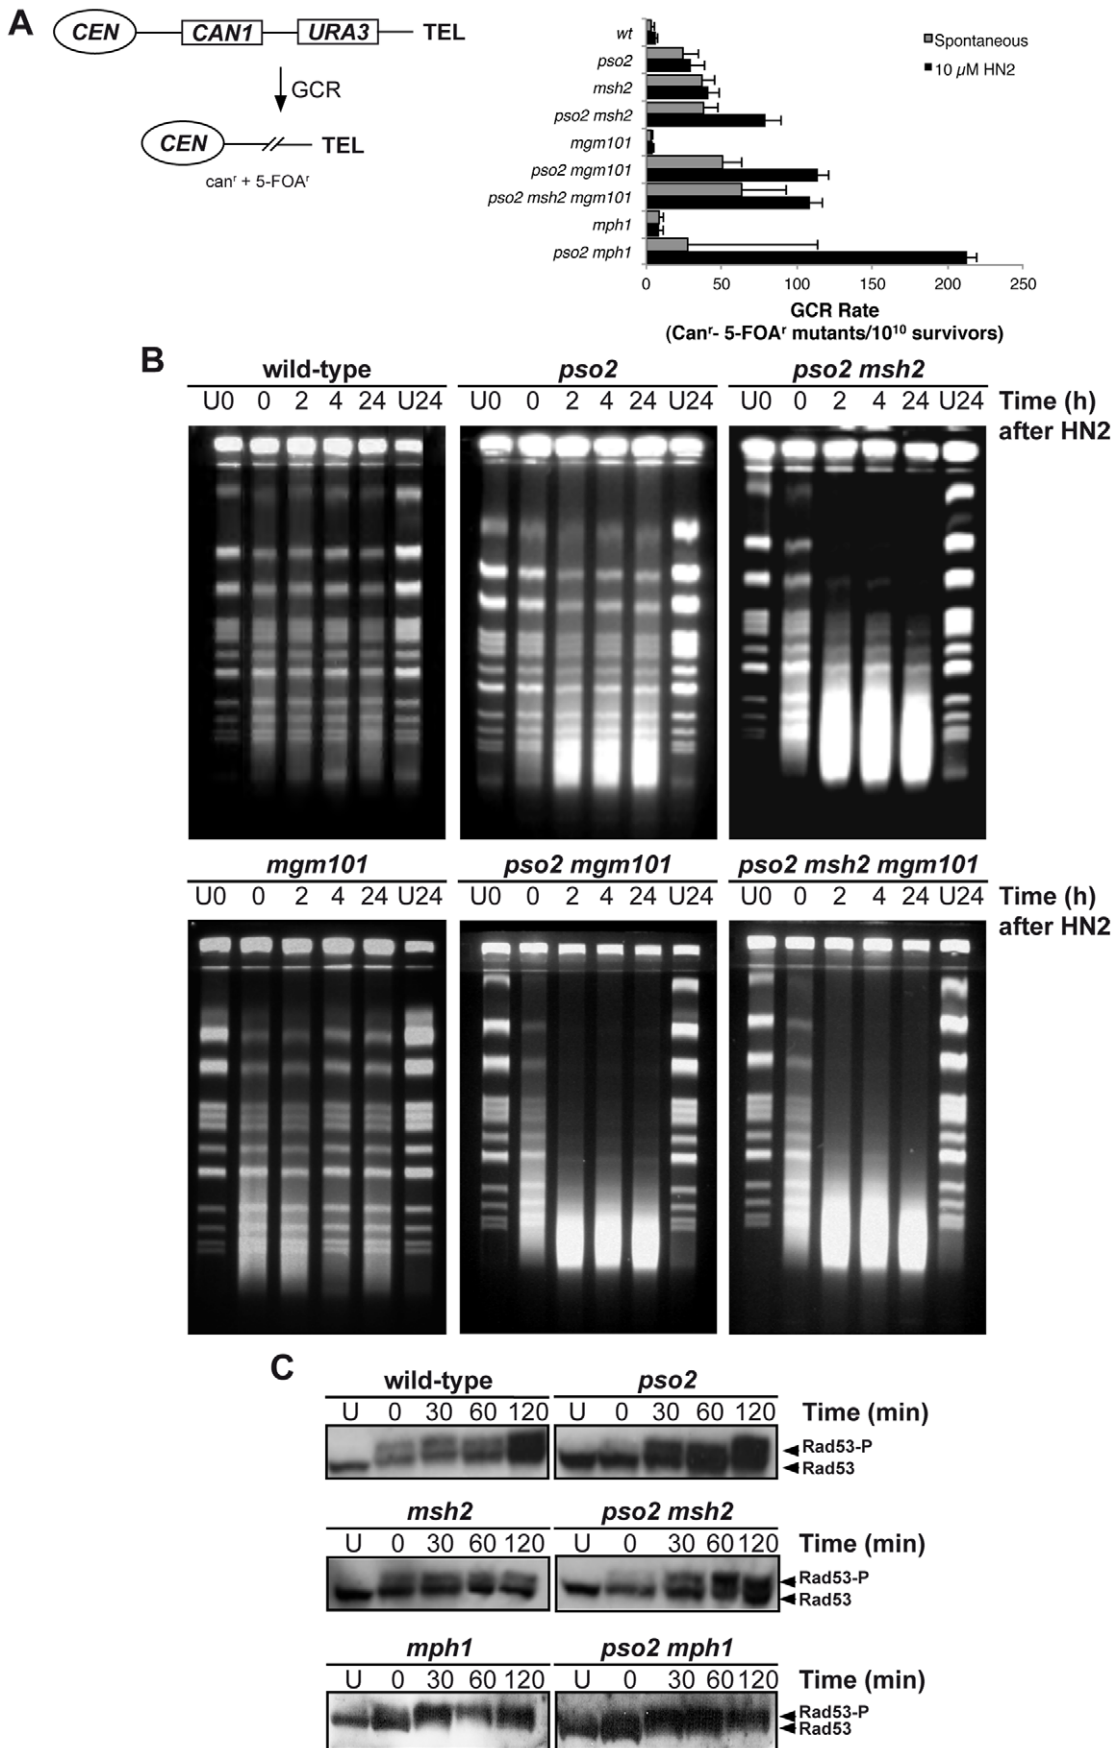 A
CEN CAN1 URA3 TEL
GCR
CEN TEL
canʳ + 5-FOAʳ
wt
pso2
msh2
pso2 msh2
mgm101
pso2 mgm101
pso2 msh2 mgm101
mph1
pso2 mph1
Spontaneous
10 µM HN2
0 50 100 150 200 250
GCR Rate
(Canʳ- 5-FOAʳ mutants/10¹⁰ survivors)
B
wild-type pso2 pso2 msh2
U0 0 2 4 24 U24 U0 0 2 4 24 U24 U0 0 2 4 24 U24 Time (h)
after HN2
mgm101 pso2 mgm101 pso2 msh2 mgm101
U0 0 2 4 24 U24 U0 0 2 4 24 U24 U0 0 2 4 24 U24 Time (h)
after HN2
C
wild-type pso2
U 0 30 60 120 U 0 30 60 120 Time (min)
Rad53-P
Rad53
msh2 pso2 msh2
U 0 30 60 120 U 0 30 60 120 Time (min)
Rad53-P
Rad53
mph1 pso2 mph1
U 0 30 60 120 U 0 30 60 120 Time (min)
Rad53-P
Rad53